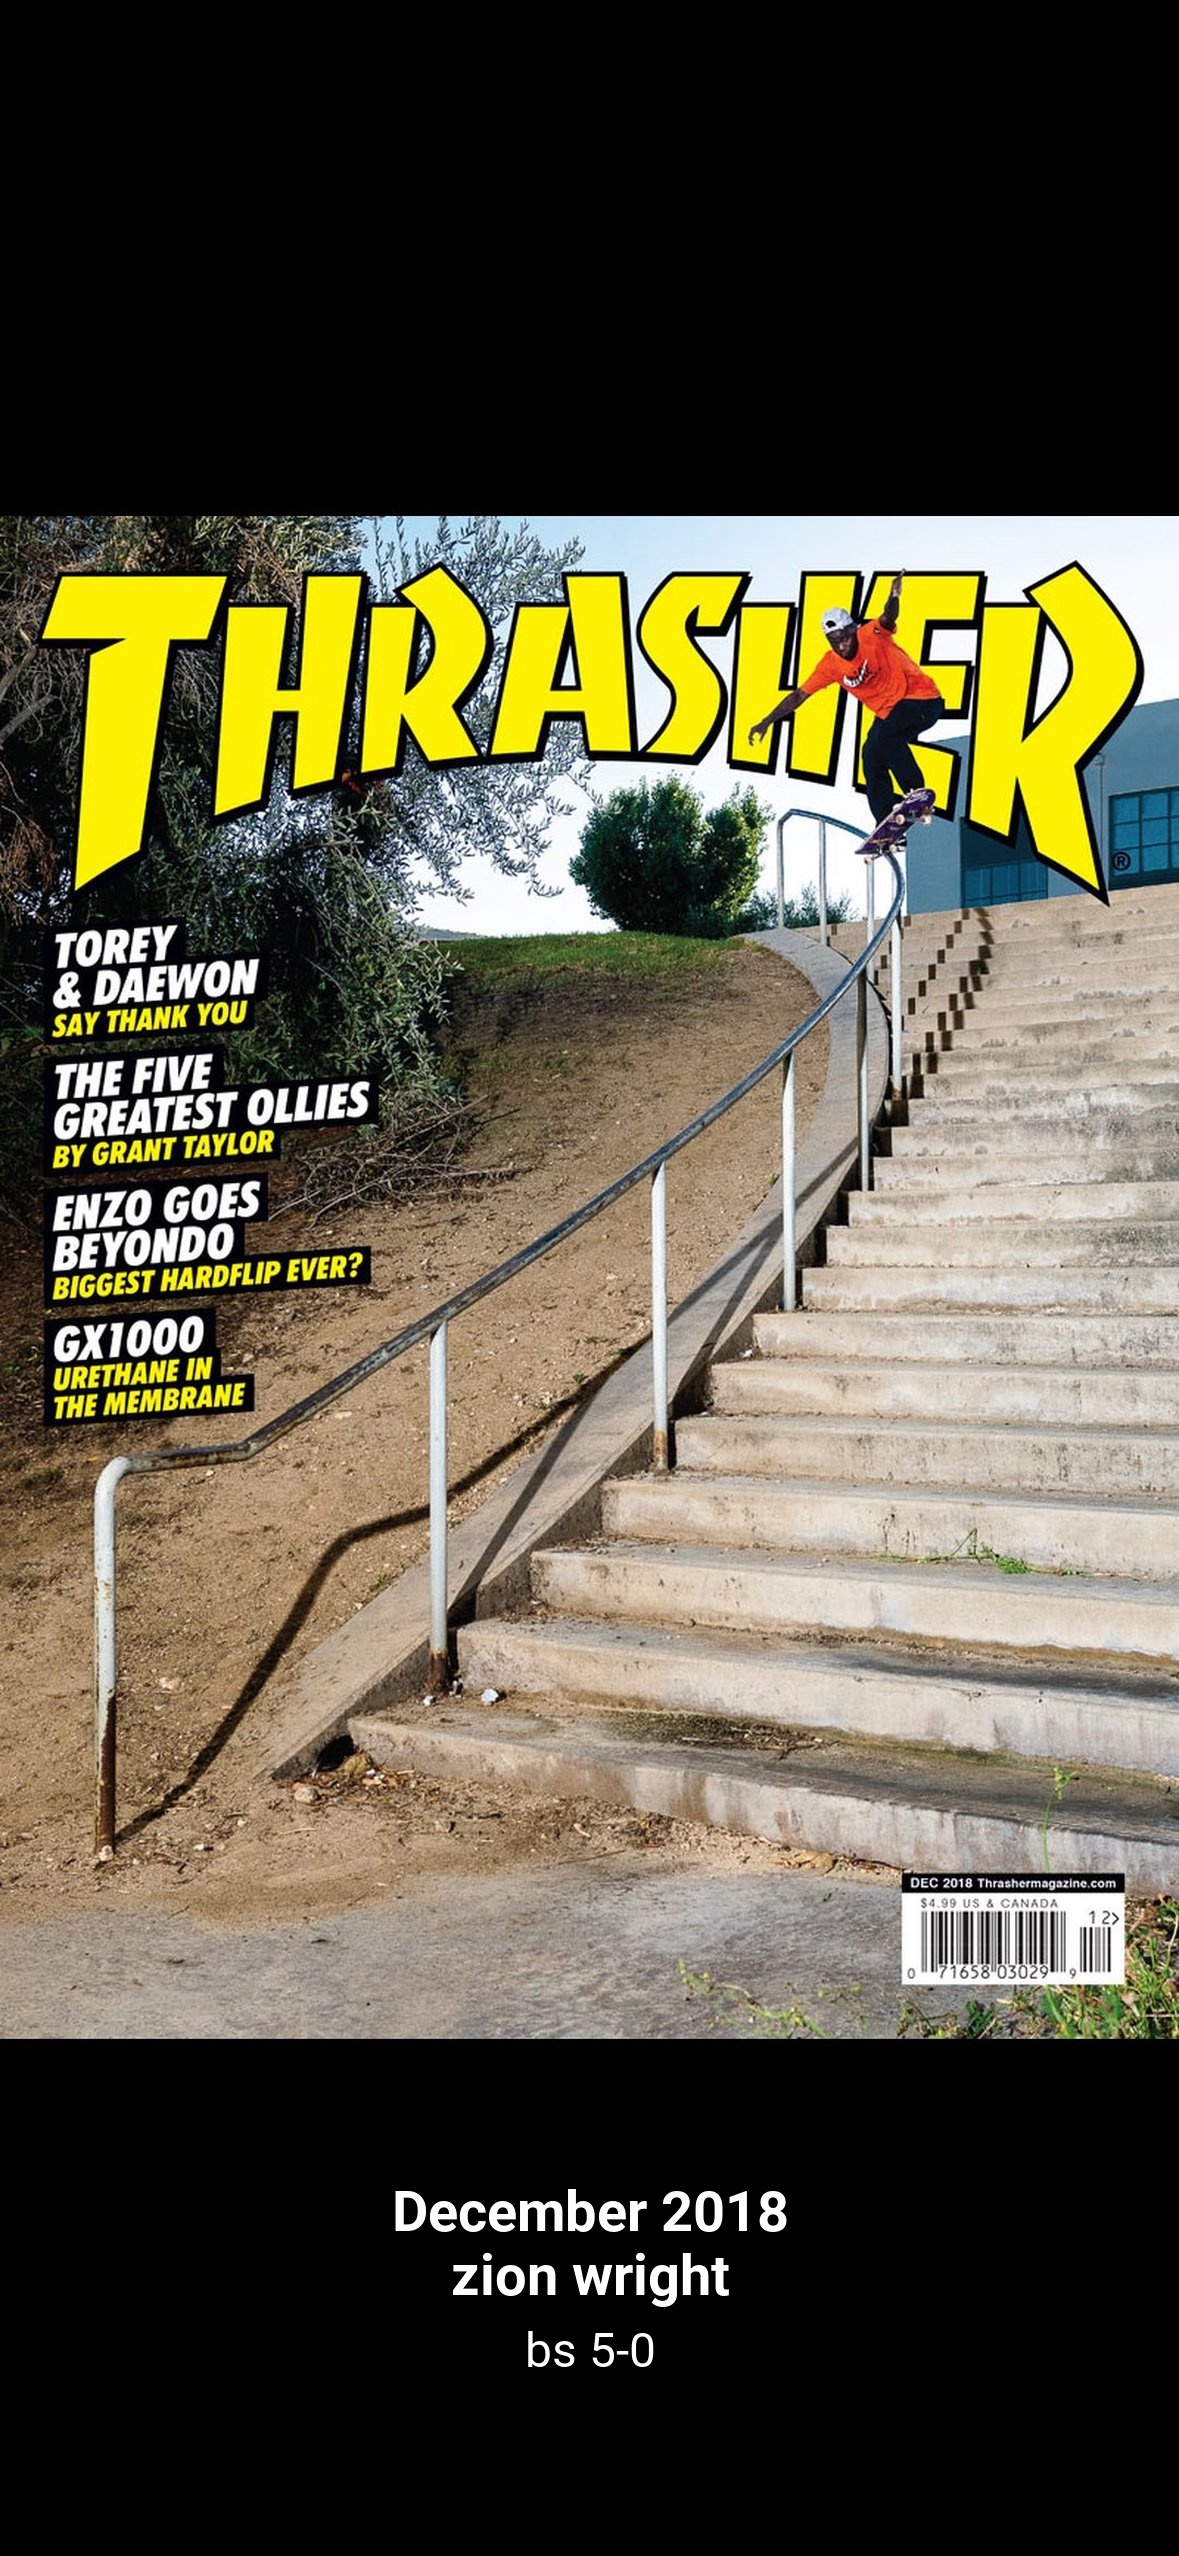 THRASHER
®
TOREY
& DAEWON
SAY THANK YOU
THE FIVE
GREATEST OLLIES
BY GRANT TAYLOR
ENZO GOES
BEYONDO
BIGGEST HARDFLIP EVER?
GX1000
URETHANE IN
THE MEMBRANE
DEC 2018 Thrashermagazine.com
$4.99 US & CANADA
12>
0 71658 03029 9
December 2018
zion wright
bs 5-0